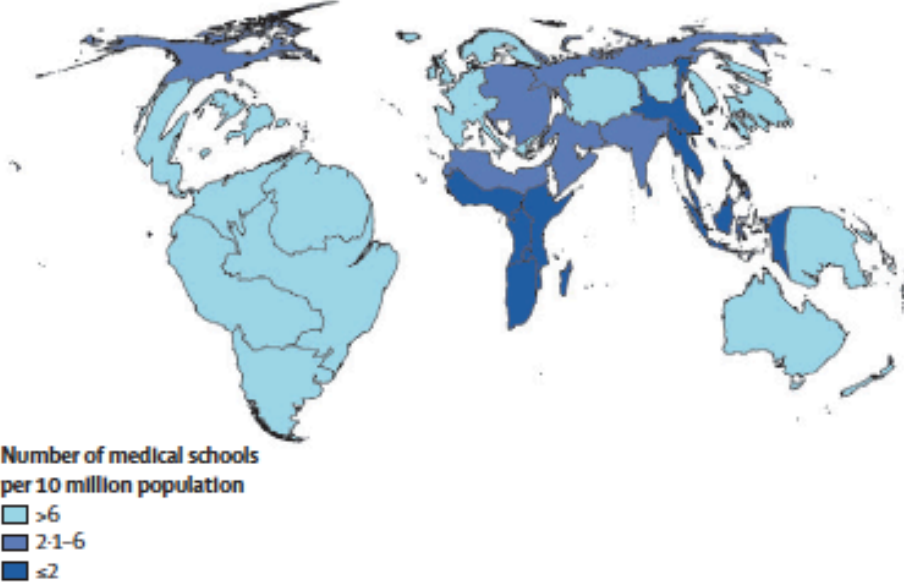 Number of medical schools
per 10 million population
>6
2·1–6
≤2